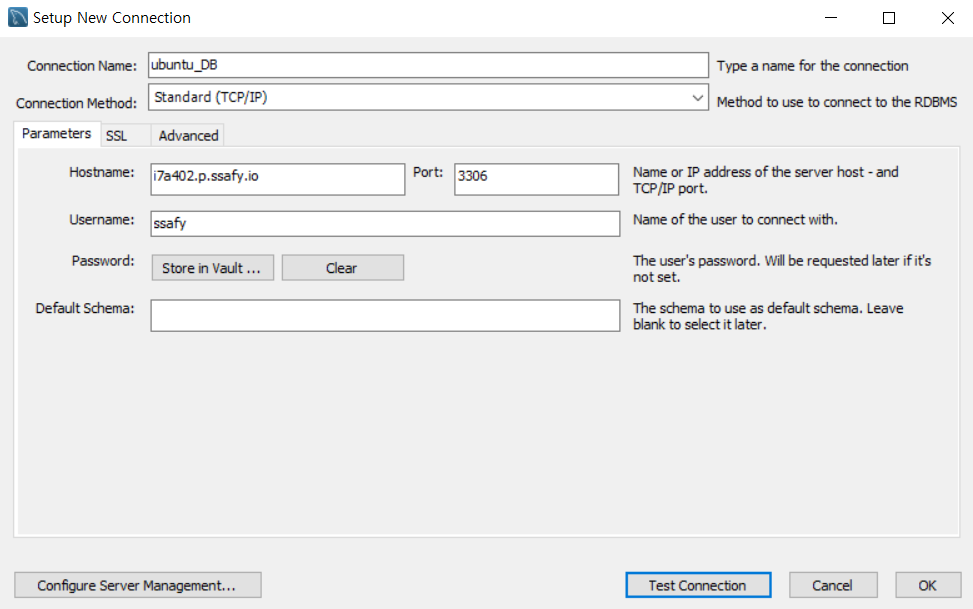 Setup New Connection
Connection Name: ubuntu_DB Type a name for the connection
Connection Method: Standard (TCP/IP) Method to use to connect to the RDBMS
Parameters SSL Advanced
Hostname: i7a402.p.ssafy.io Port: 3306 Name or IP address of the server host - and
TCP/IP port.
Username: ssafy Name of the user to connect with.
Password: Store in Vault ... Clear The user's password. Will be requested later if it's
not set.
Default Schema: The schema to use as default schema. Leave
blank to select it later.
Configure Server Management... Test Connection Cancel OK